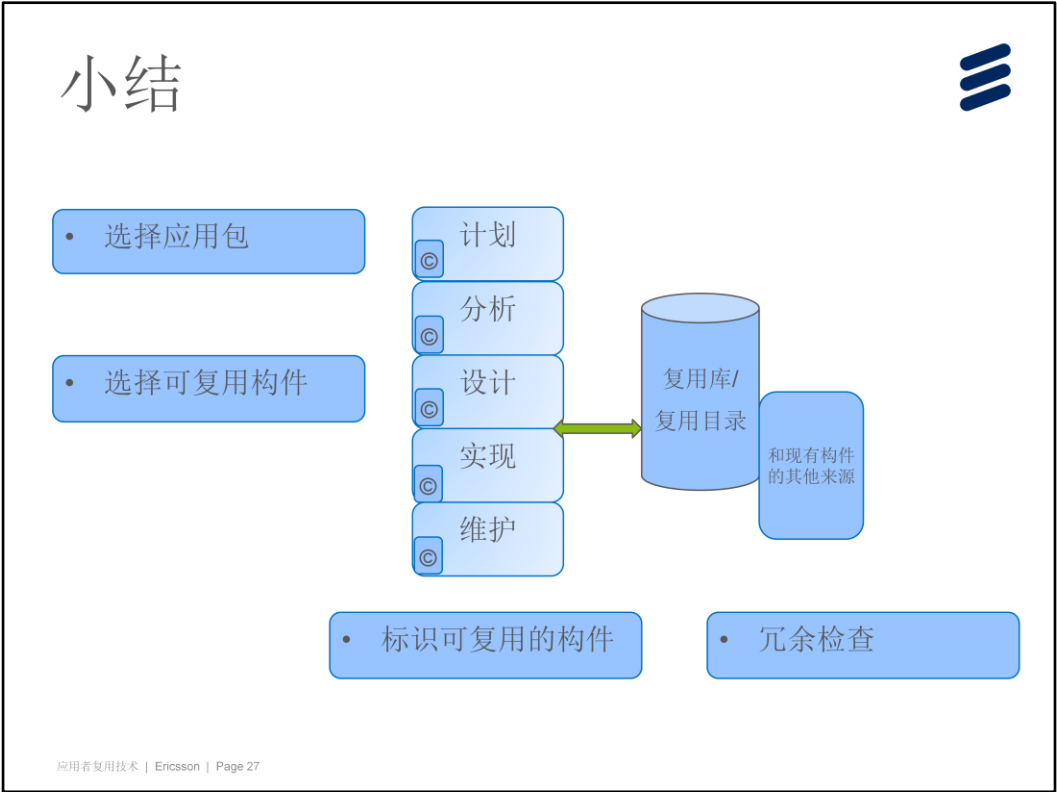 小结
• 选择应用包
• 选择可复用构件
计划
©
分析
©
设计
©
实现
©
维护
©
复用库/
复用目录
和现有构件
的其他来源
• 标识可复用的构件
• 冗余检查
应用者复用技术 | Ericsson | Page 27